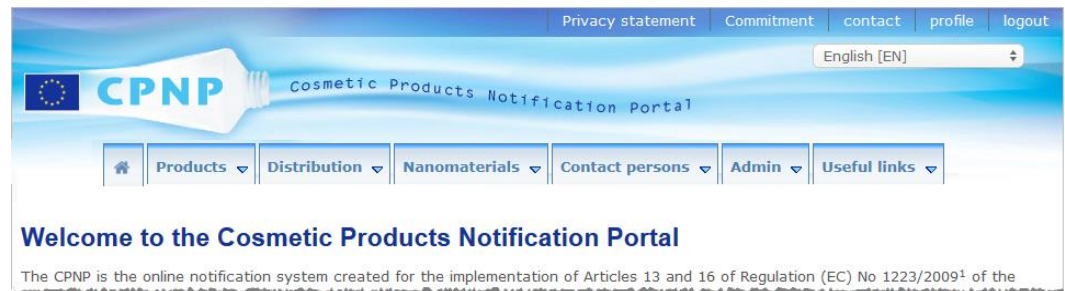 Privacy statement Commitment contact profile logout
English [EN]
CPNP Cosmetic Products Notification Portal
Products Distribution Nanomaterials Contact persons Admin Useful links
Welcome to the Cosmetic Products Notification Portal
The CPNP is the online notification system created for the implementation of Articles 13 and 16 of Regulation (EC) No 1223/2009¹ of the